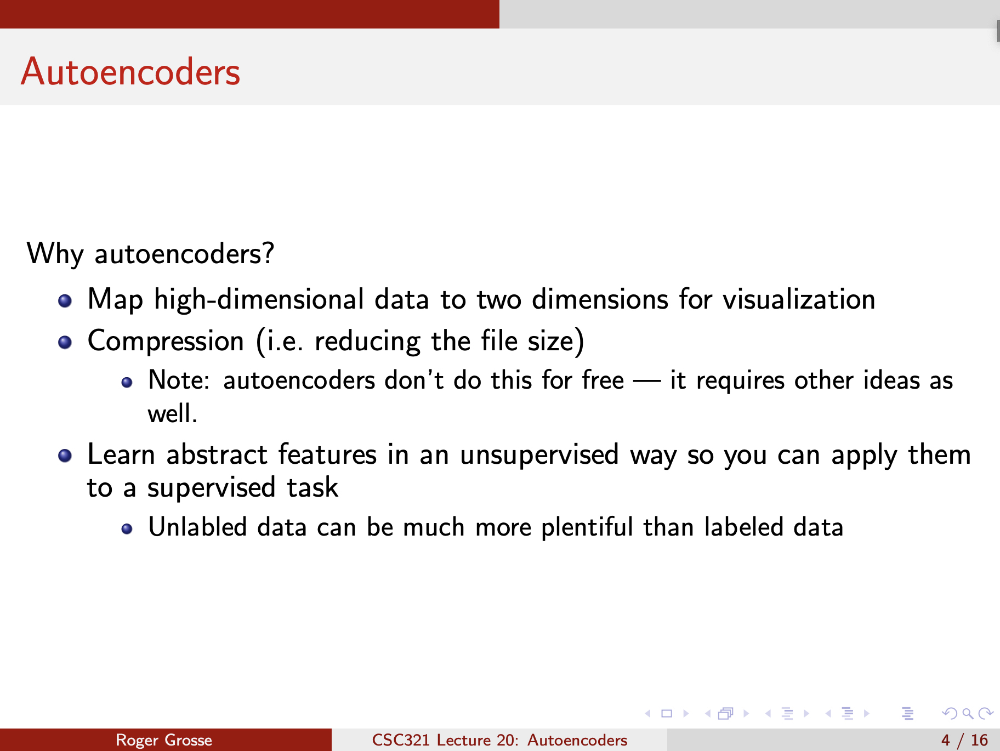 Autoencoders
Why autoencoders?
Map high-dimensional data to two dimensions for visualization
Compression (i.e. reducing the file size)
Note: autoencoders don't do this for free — it requires other ideas as
well.
Learn abstract features in an unsupervised way so you can apply them
to a supervised task
Unlabled data can be much more plentiful than labeled data
Roger Grosse
CSC321 Lecture 20: Autoencoders
4 / 16